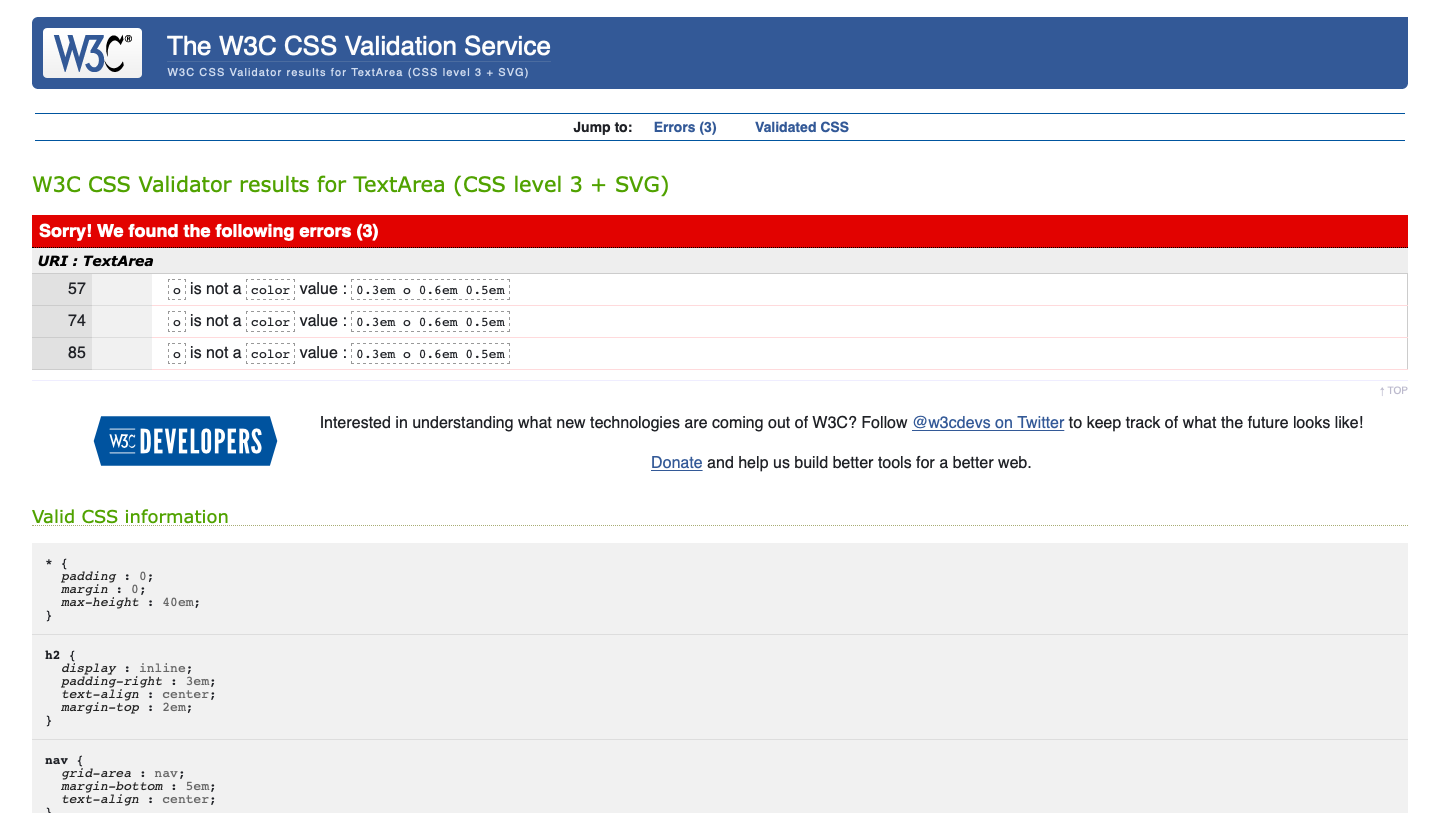 W3C®
The W3C CSS Validation Service
W3C CSS Validator results for TextArea (CSS level 3 + SVG)
Jump to: Errors (3) Validated CSS
W3C CSS Validator results for TextArea (CSS level 3 + SVG)
Sorry! We found the following errors (3)
URI : TextArea
57 o is not a color value : 0.3em o 0.6em 0.5em
74 o is not a color value : 0.3em o 0.6em 0.5em
85 o is not a color value : 0.3em o 0.6em 0.5em
↑ TOP
W3C DEVELOPERS
Interested in understanding what new technologies are coming out of W3C? Follow @w3cdevs on Twitter to keep track of what the future looks like!
Donate and help us build better tools for a better web.
Valid CSS information
* {
padding : 0;
margin : 0;
max-height : 40em;
}
h2 {
display : inline;
padding-right : 3em;
text-align : center;
margin-top : 2em;
}
nav {
grid-area : nav;
margin-bottom : 5em;
text-align : center;
}